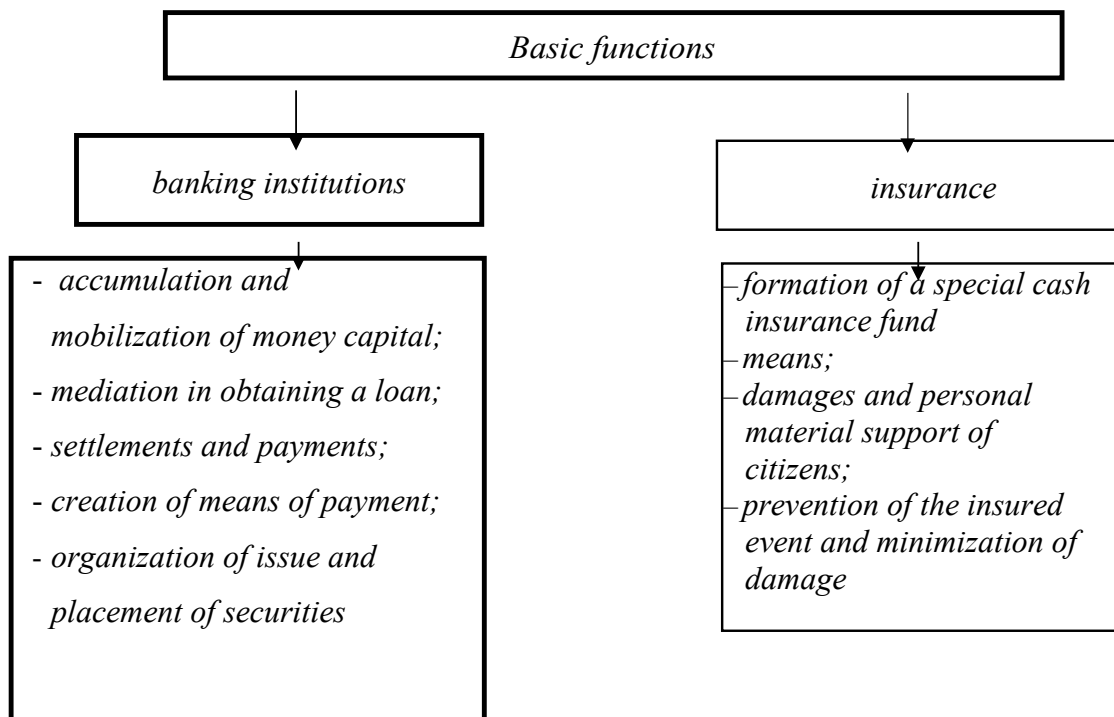 Basic functions
banking institutions
insurance
- accumulation and
mobilization of money capital;
- mediation in obtaining a loan;
- settlements and payments;
- creation of means of payment;
- organization of issue and
placement of securities
–formation of a special cash
insurance fund
–means;
–damages and personal
material support of
citizens;
–prevention of the insured
event and minimization of
damage